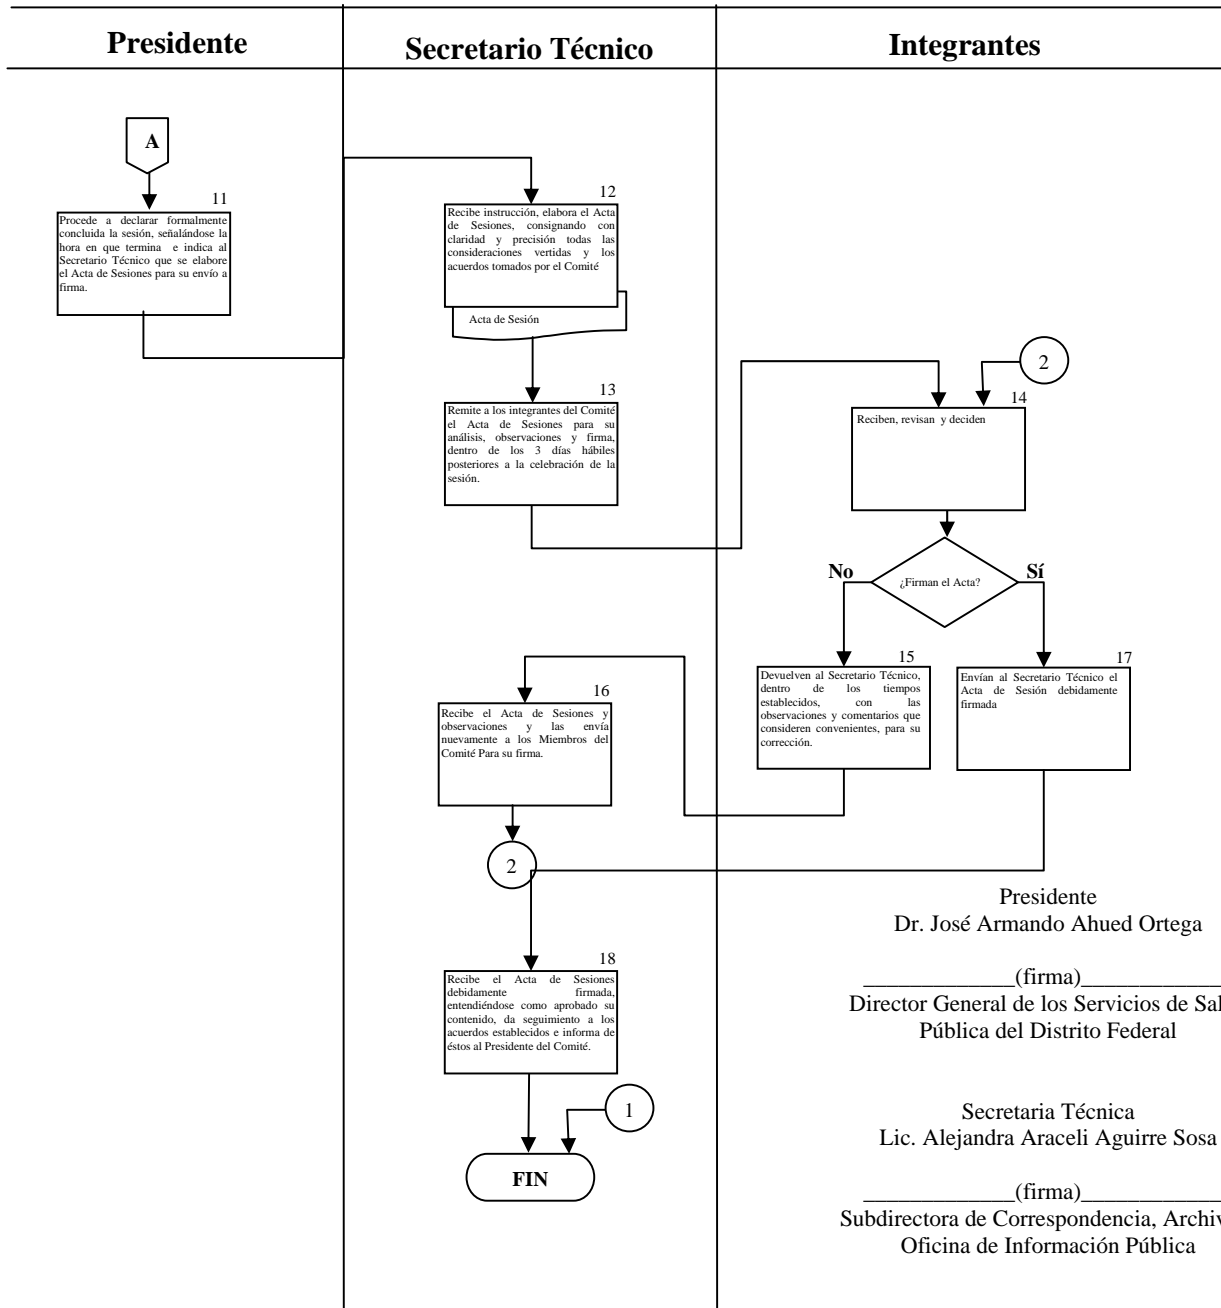 Presidente
Secretario Técnico
Integrantes
A
11
Procede a declarar formalmente
concluida la sesión, señalándose la
hora en que termina e indica al
Secretario Técnico que se elabore
el Acta de Sesiones para su envío a
firma.
12
Recibe instrucción, elabora el Acta
de Sesiones, consignando con
claridad y precisión todas las
consideraciones vertidas y los
acuerdos tomados por el Comité
Acta de Sesión
13
Remite a los integrantes del Comité
el Acta de Sesiones para su
análisis, observaciones y firma,
dentro de los 3 días hábiles
posteriores a la celebración de la
sesión.
2
14
Reciben, revisan y deciden
¿Firman el Acta?
No
Sí
15
Devuelven al Secretario Técnico,
dentro de los tiempos
establecidos, con las
observaciones y comentarios que
consideren convenientes, para su
corrección.
17
Envían al Secretario Técnico el
Acta de Sesión debidamente
firmada
16
Recibe el Acta de Sesiones y
observaciones y las envía
nuevamente a los Miembros del
Comité Para su firma.
2
18
Recibe el Acta de Sesiones
debidamente firmada,
entendiéndose como aprobado su
contenido, da seguimiento a los
acuerdos establecidos e informa de
éstos al Presidente del Comité.
1
FIN
Presidente
Dr. José Armando Ahued Ortega
_____________(firma)_____________
Director General de los Servicios de Sal
Pública del Distrito Federal
Secretaria Técnica
Lic. Alejandra Araceli Aguirre Sosa
_____________(firma)_____________
Subdirectora de Correspondencia, Archiv
Oficina de Información Pública